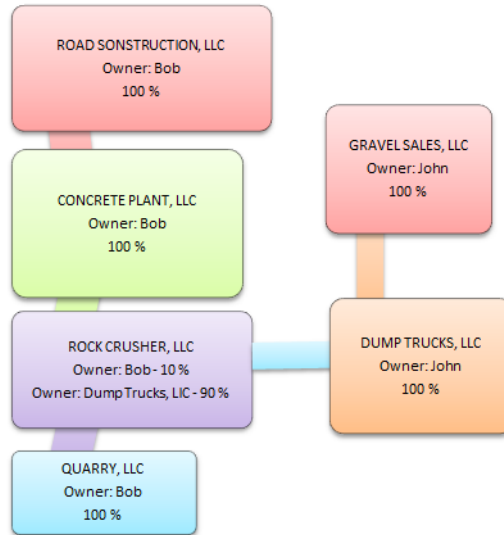 ROAD SONSTRUCTION, LLC
Owner: Bob
100 %
GRAVEL SALES, LLC
Owner: John
100 %
CONCRETE PLANT, LLC
Owner: Bob
100 %
ROCK CRUSHER, LLC
Owner: Bob - 10 %
Owner: Dump Trucks, LIC - 90 %
DUMP TRUCKS, LLC
Owner: John
100 %
QUARRY, LLC
Owner: Bob
100 %